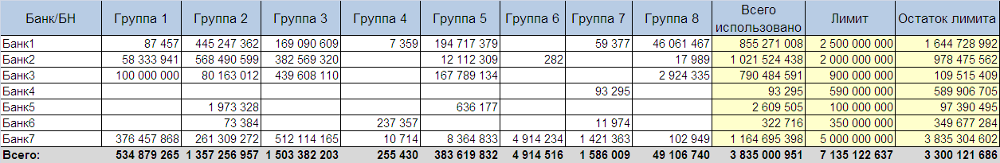 Банк/БН Группа 1 Группа 2 Группа 3 Группа 4 Группа 5 Группа 6 Группа 7 Группа 8 Всего использовано Лимит Остаток лимита
Банк1 87 457 445 247 362 169 090 609 7 359 194 717 379 59 377 46 061 467 855 271 008 2 500 000 000 1 644 728 992
Банк2 58 333 941 568 490 599 382 569 320 12 112 309 282 17 989 1 021 524 438 2 000 000 000 978 475 562
Банк3 100 000 000 80 163 012 439 608 110 167 789 134 2 924 335 790 484 591 900 000 000 109 515 409
Банк4 93 295 93 295 590 000 000 589 906 705
Банк5 1 973 328 636 177 2 609 505 100 000 000 97 390 495
Банк6 73 384 237 357 11 974 322 716 350 000 000 349 677 284
Банк7 376 457 868 261 309 272 512 114 165 10 714 8 364 833 4 914 234 1 421 363 102 949 1 164 695 398 5 000 000 000 3 835 304 602
Всего: 534 879 265 1 357 256 957 1 503 382 203 255 430 383 619 832 4 914 516 1 586 009 49 106 740 3 835 000 951 7 135 122 637 3 300 121 686